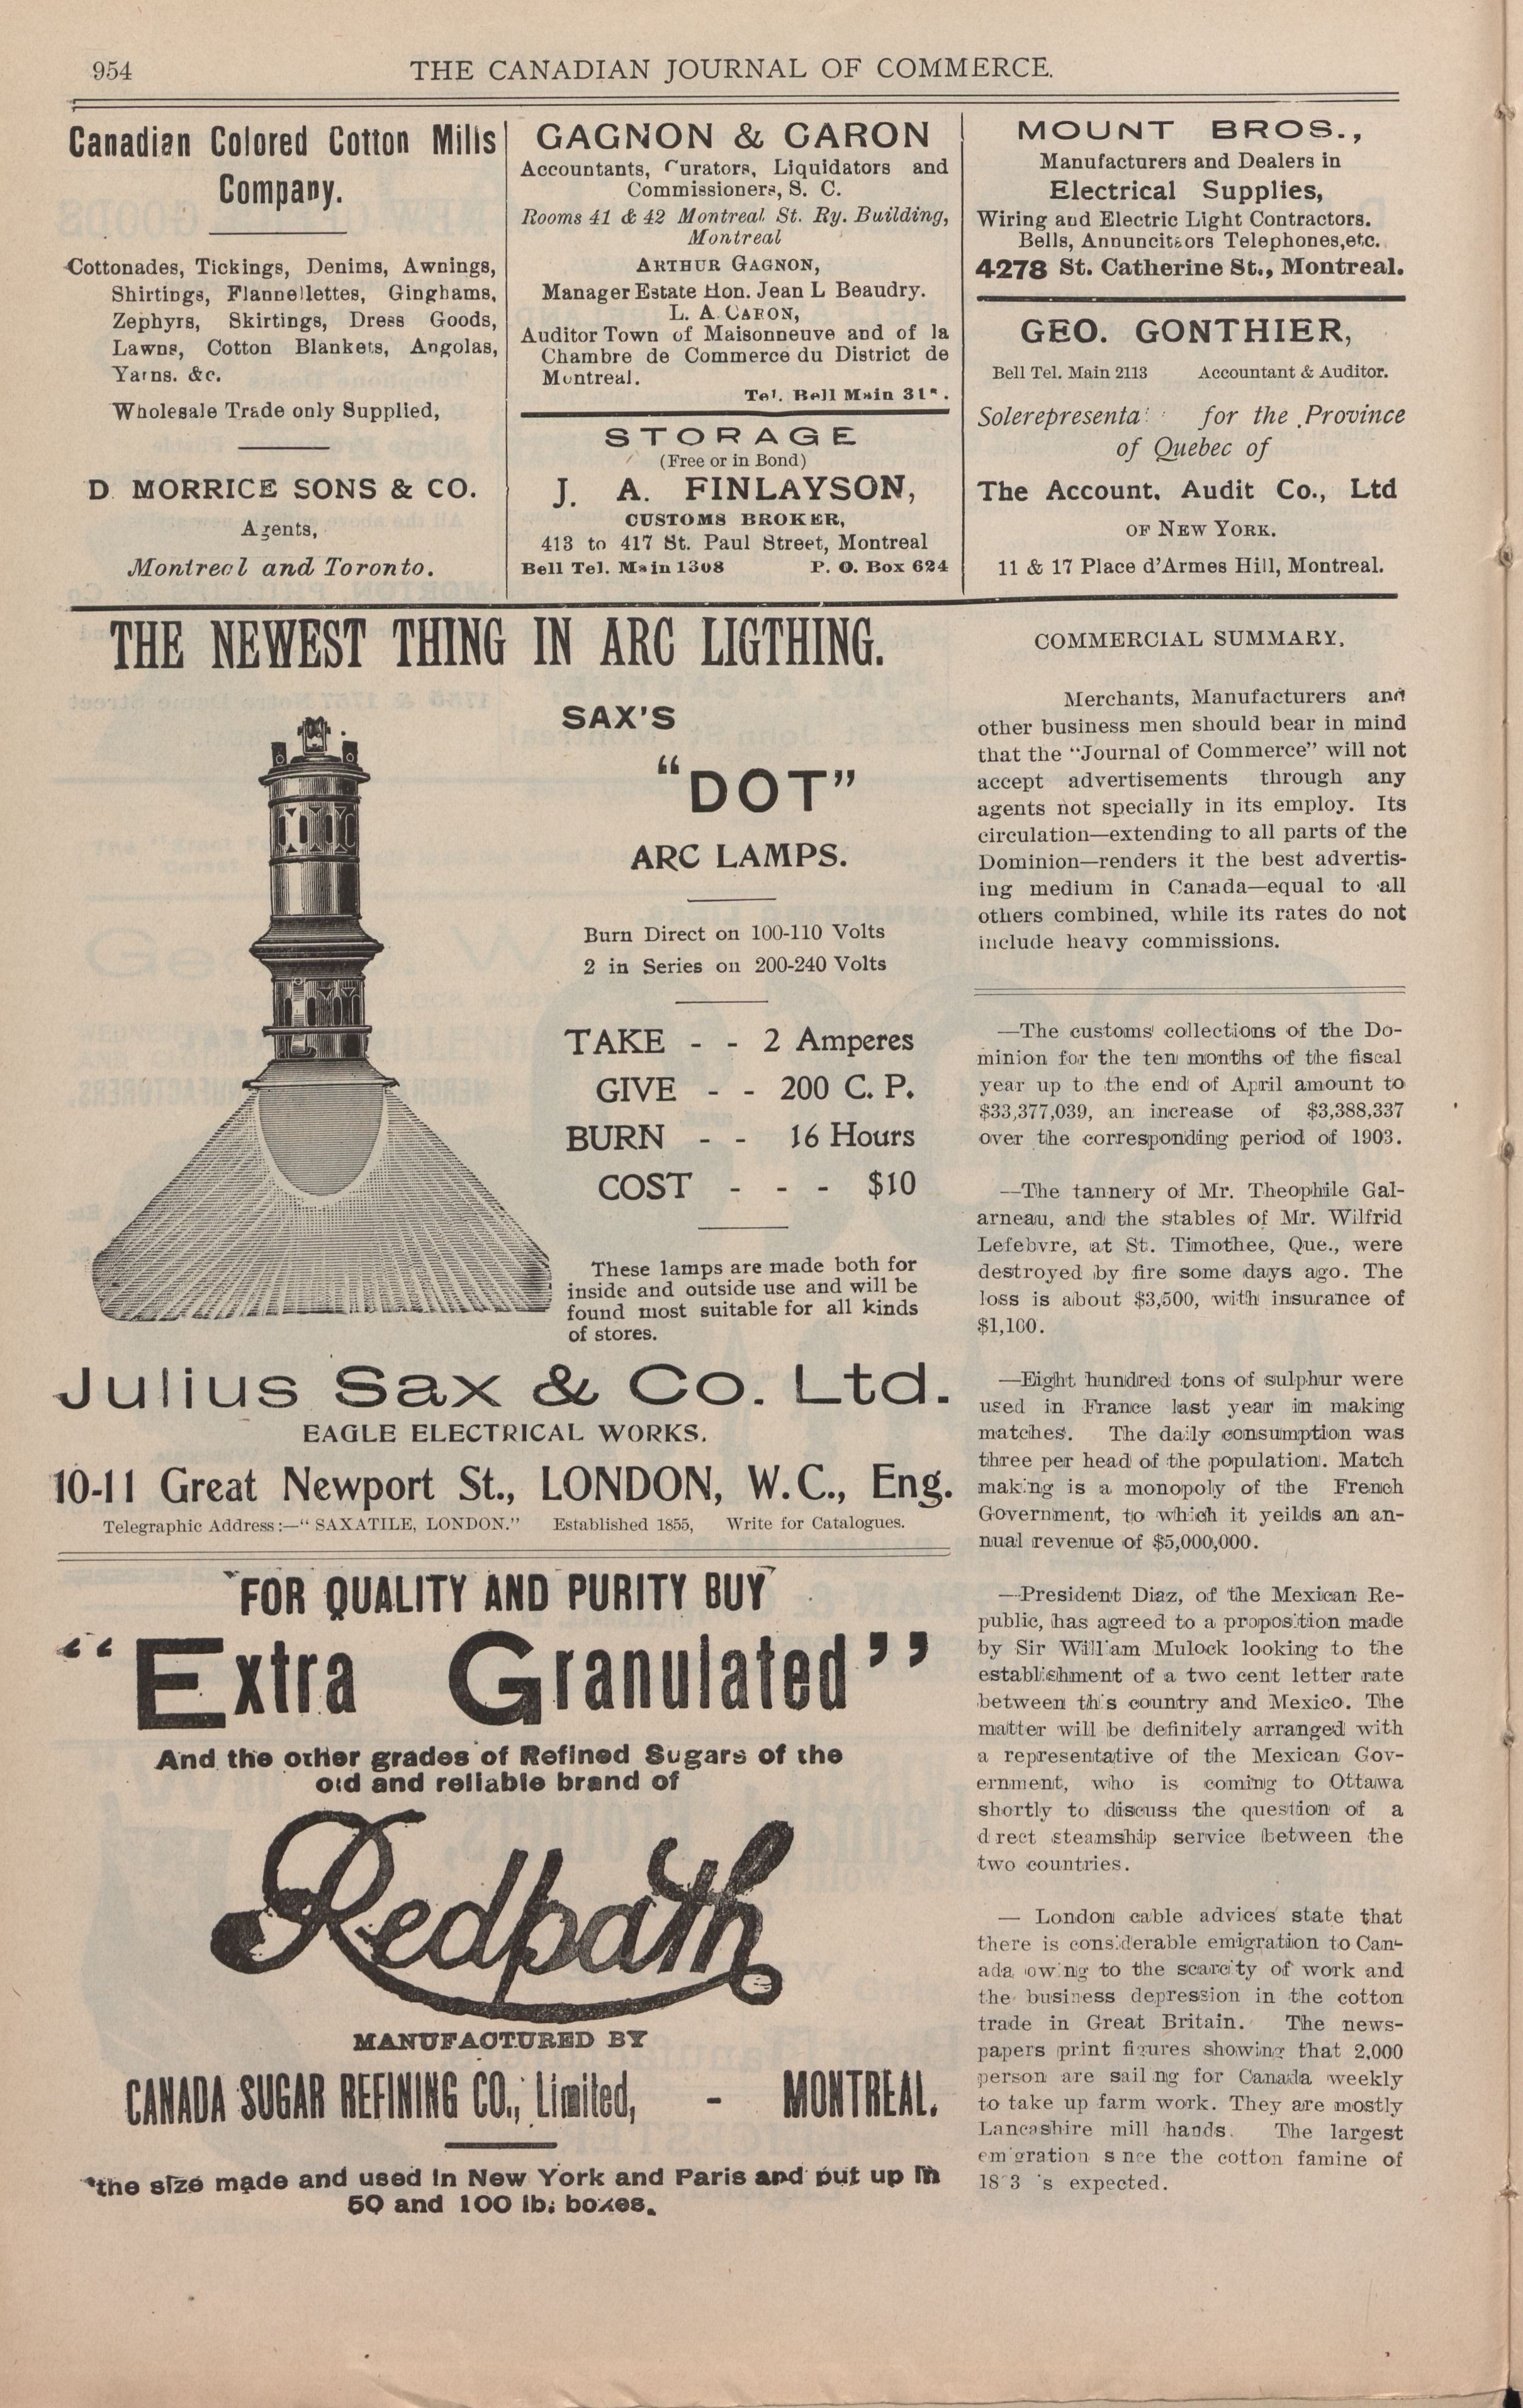 954
THE CANADIAN JOURNAL OF COMMERCE.
Canadian Colored Cotton Mills
Company.
Cottonades, Tickings, Denims, Awnings,
Shirtings, Flannellettes, Ginghams,
Zephyrs, Skirtings, Dress Goods,
Lawns, Cotton Blankets, Angolas,
Yarns. &c.
Wholesale Trade only Supplied,
D. MORRICE SONS & CO.
Agents,
Montreal and Toronto.
GAGNON & CARON
Accountants, Curators, Liquidators and
Commissioners, S. C.
Rooms 41 & 42 Montreal St. Ry. Building,
Montreal
ARTHUR GAGNON,
Manager Estate Hon. Jean L Beaudry.
L. A. CARON,
Auditor Town of Maisonneuve and of la
Chambre de Commerce du District de
Montreal.
Tel. Bell Main
STORAGE
(Free or in Bond)
J. A. FINLAYSON,
CUSTOMS BROKER,
413 to 417 St. Paul Street, Montreal
Bell Tel. Main 1308 P. O. Box 624
MOUNT BROS.,
Manufacturers and Dealers in
Electrical Supplies,
Wiring and Electric Light Contractors.
Bells, Annuncitaors Telephones, etc.
4278 St. Catherine St., Montreal.
GEO. GONTHIER,
Bell Tel. Main 2113 Accountant & Auditor.
Sole for the Province
of Quebec of
The Account. Audit Co., Ltd
OF NEW YORK.
11 & 17 Place d'Armes Hill, Montreal.
THE NEWEST THING IN ARC LIGTHING.
SAX'S
"DOT"
ARC LAMPS.
Burn Direct on 100-110 Volts
2 in Series on 200-240 Volts
TAKE - - 2 Amperes
GIVE - - 200 C. P.
BURN - - 16 Hours
COST - - - $10
These lamps are made both for
inside and outside use and will be
found most suitable for all kinds
of stores.
Julius Sax & Co. Ltd.
EAGLE ELECTRICAL WORKS.
10-11 Great Newport St., LONDON, W.C., Eng.
Telegraphic Address:—"SAXATILE, LONDON." Established 1855, Write for Catalogues.
FOR QUALITY AND PURITY BUY
"Extra Granulated"
And the other grades of Refined Sugars of the
old and reliable brand of
Redpath
MANUFACTURED BY
CANADA SUGAR REFINING CO., Limited, - MONTREAL.
*the size made and used in New York and Paris and put up in
50 and 100 lb. boxes.
COMMERCIAL SUMMARY.
Merchants, Manufacturers and
other business men should bear in mind
that the "Journal of Commerce" will not
accept advertisements through any
agents not specially in its employ. Its
circulation—extending to all parts of the
Dominion—renders it the best advertis-
ing medium in Canada—equal to all
others combined, while its rates do not
include heavy commissions.
—The customs collections of the Do-
minion for the ten months of the fiscal
year up to the end of April amount to
$33,377,039, an increase of $3,388,337
over the corresponding period of 1903.
—The tannery of Mr. Theophile Gal-
arneau, and the stables of Mr. Wilfrid
Lefebvre, at St. Timothee, Que., were
destroyed by fire some days ago. The
loss is about $3,500, with insurance of
$1,100.
—Eight hundred tons of sulphur were
used in France last year in making
matches. The daily consumption was
three per head of the population. Match
making is a monopoly of the French
Government, to which it yeilds an an-
nual revenue of $5,000,000.
—President Diaz, of the Mexican Re-
public, has agreed to a proposition made
by Sir William Mulock looking to the
establishment of a two cent letter rate
between this country and Mexico. The
matter will be definitely arranged with
a representative of the Mexican Gov-
ernment, who is coming to Ottawa
shortly to discuss the question of a
direct steamship service between the
two countries.
— London cable advices state that
there is considerable emigration to Can-
ada owing to the scarcity of work and
the business depression in the cotton
trade in Great Britain. The news-
papers print figures showing that 2,000
person are sailing for Canada weekly
to take up farm work. They are mostly
Lancashire mill hands. The largest
emigration since the cotton famine of
is expected.